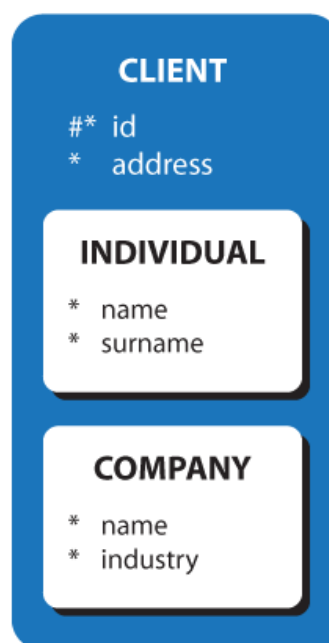 CLIENT
#* id
* address
INDIVIDUAL
* name
* surname
COMPANY
* name
* industry